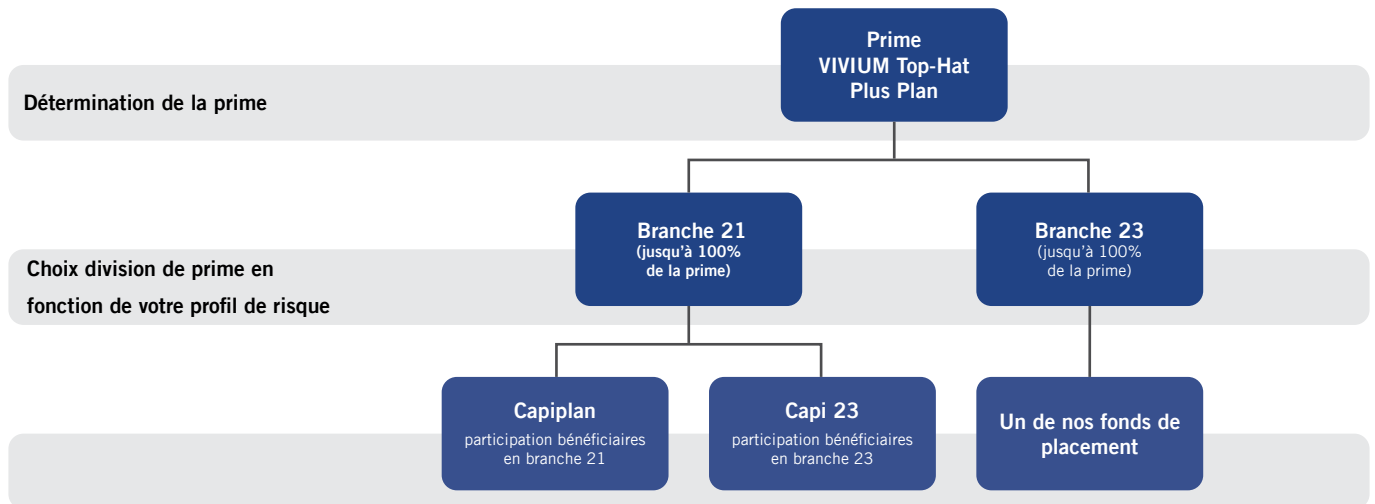 Prime
VIVIUM Top-Hat
Plus Plan
Détermination de la prime
Branche 21
(jusqu'à 100%
de la prime)
Branche 23
(jusqu'à 100%
de la prime)
Choix division de prime en
fonction de votre profil de risque
Capiplan
participation bénéficiaires
en branche 21
Capi 23
participation bénéficiaires
en branche 23
Un de nos fonds de
placement